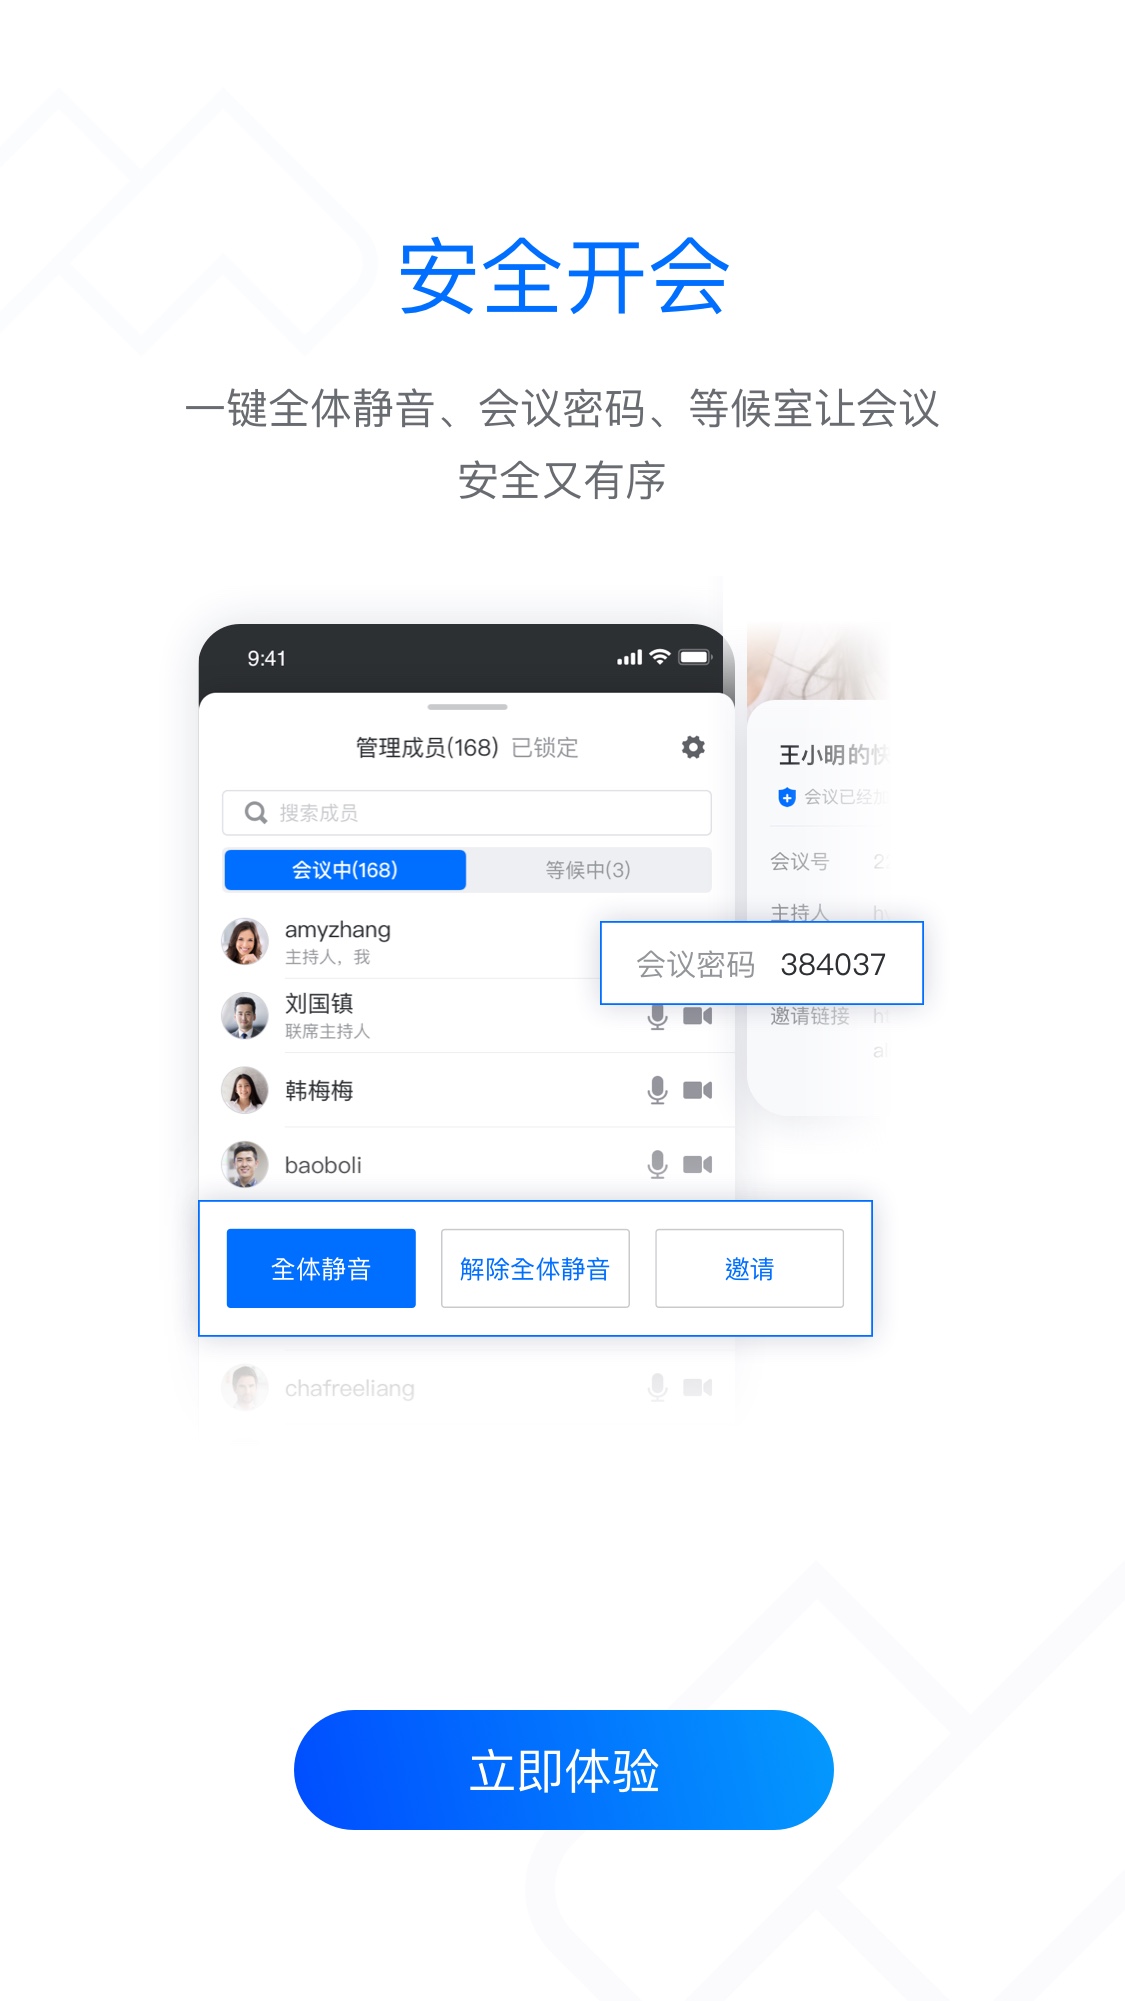 安全开会
一键全体静音、会议密码、等候室让会议
安全又有序
9:41
管理成员(168) 已锁定
搜索成员
会议中(168) 等候中(3)
amyzhang
主持人，我
刘国镇
联席主持人
韩梅梅
baoboli
全体静音 解除全体静音 邀请
chafreeliang
王小明的快
会议已经加
会议号 2
主持人 h
会议密码 384037
邀请链接 h
a
立即体验